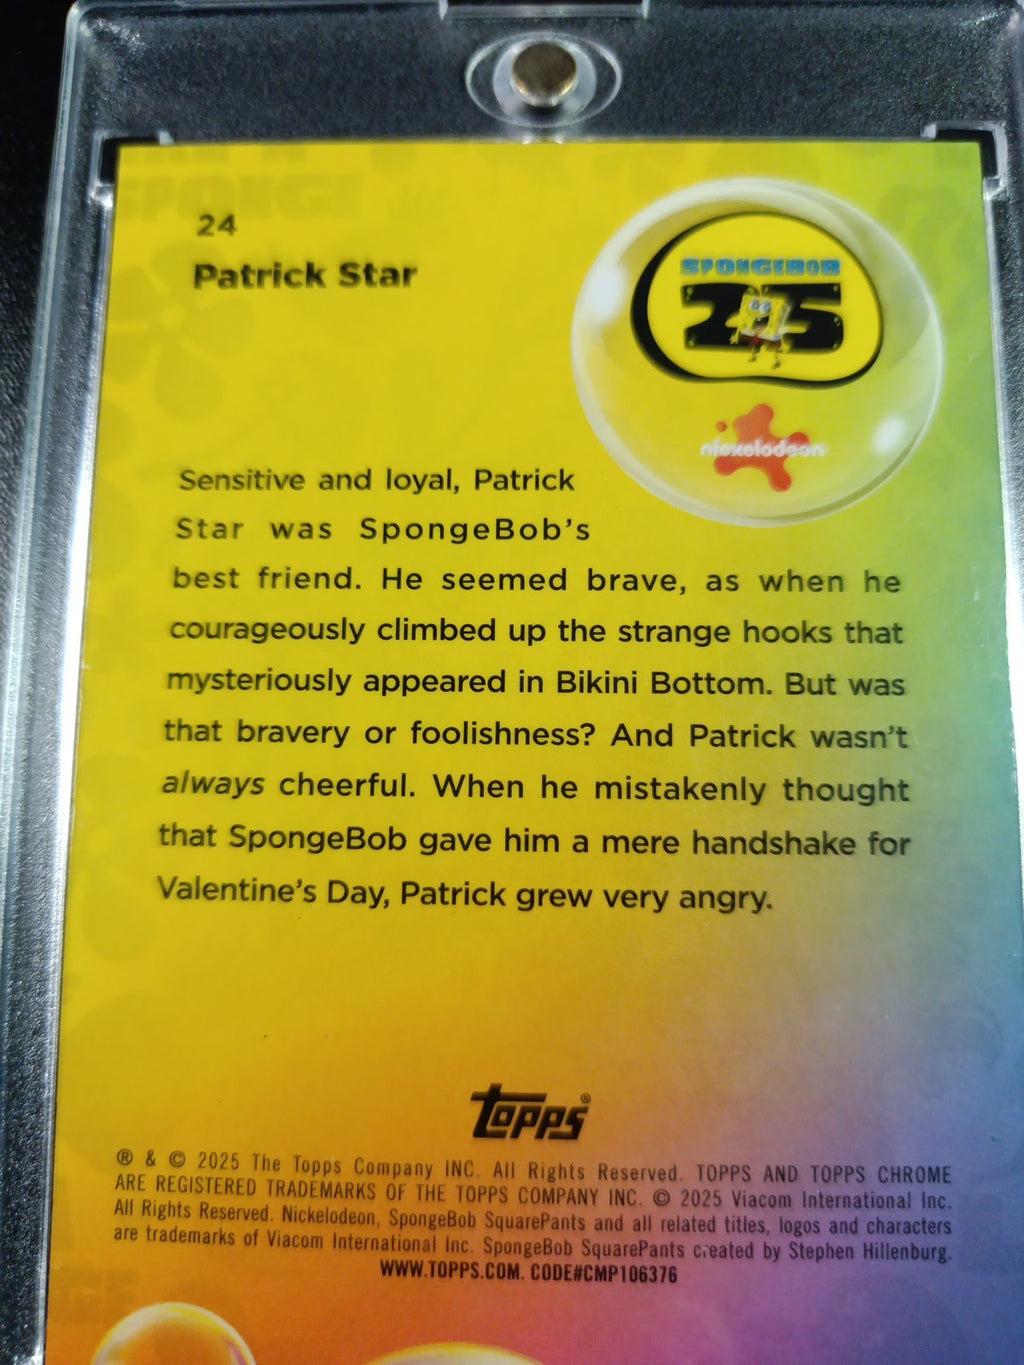 24
Patrick Star
SPONGEBOB
25
nickelodeon
Sensitive and loyal, Patrick
Star was SpongeBob's
best friend. He seemed brave, as when he
courageously climbed up the strange hooks that
mysteriously appeared in Bikini Bottom. But was
that bravery or foolishness? And Patrick wasn't
always cheerful. When he mistakenly thought
that SpongeBob gave him a mere handshake for
Valentine's Day, Patrick grew very angry.
topps®
® & © 2025 The Topps Company INC. All Rights Reserved. TOPPS AND TOPPS CHROME
ARE REGISTERED TRADEMARKS OF THE TOPPS COMPANY INC. © 2025 Viacom International Inc.
All Rights Reserved. Nickelodeon, SpongeBob SquarePants and all related titles, logos and characters
are trademarks of Viacom International Inc. SpongeBob SquarePants created by Stephen Hillenburg.
WWW.TOPPS.COM. CODE#CMP106376